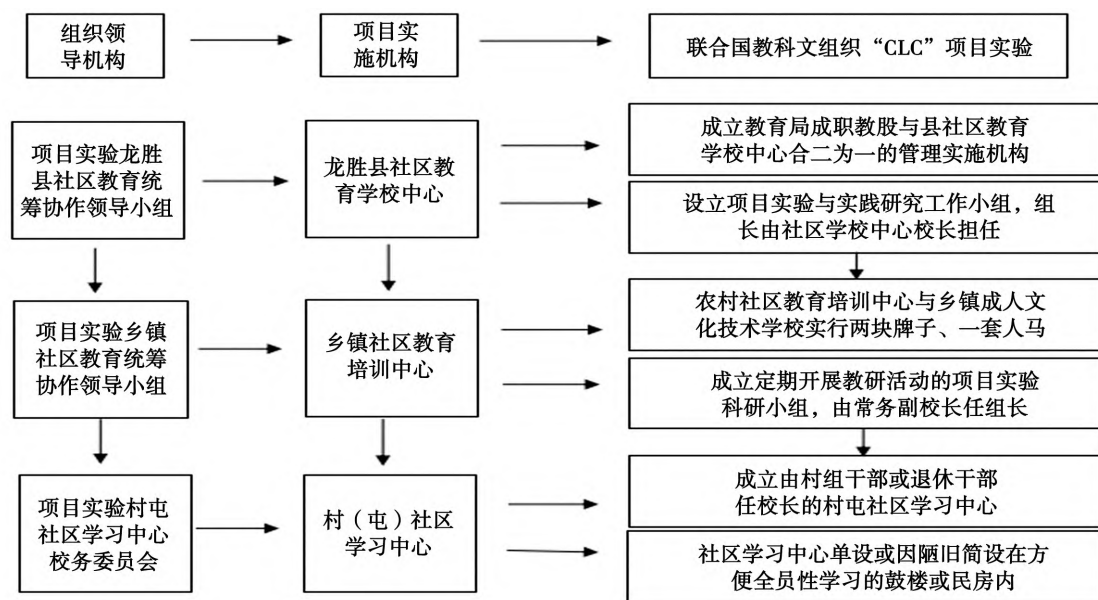 组织领
导机构
项目实
施机构
联合国教科文组织“CLC”项目实验
项目实验龙胜
县社区教育统
筹协作领导小组
龙胜县社区教
育学校中心
成立教育局成职教股与县社区教育
学校中心合二为一的管理实施机构
设立项目实验与实践研究工作小组，组
长由社区学校中心校长担任
项目实验乡镇
社区教育统筹
协作领导小组
乡镇社区教育
培训中心
农村社区教育培训中心与乡镇成人文
化技术学校实行两块牌子、一套人马
成立定期开展教研活动的项目实验
科研小组，由常务副校长任组长
项目实验村屯
社区学习中心
校务委员会
村（屯）社区
学习中心
成立由村组干部或退休干部
任校长的村屯社区学习中心
社区学习中心单设或因陋旧简设在方
便全员性学习的鼓楼或民房内